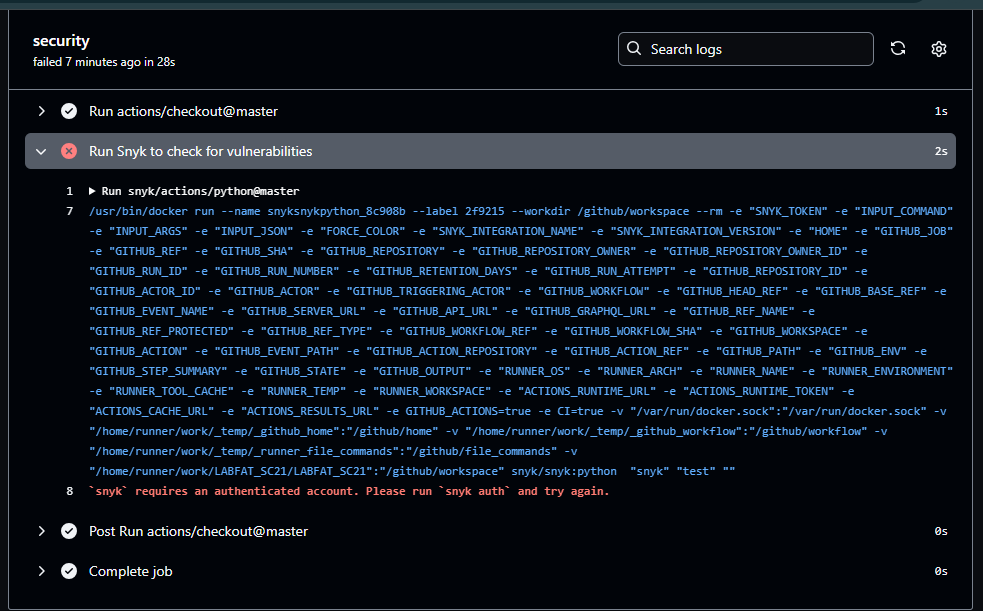 security
failed 7 minutes ago in 28s
Search logs
Run actions/checkout@master 1s
Run Snyk to check for vulnerabilities 2s
1 ▶ Run snyk/actions/python@master
7 /usr/bin/docker run --name snyksnykpython_8c908b --label 2f9215 --workdir /github/workspace --rm -e "SNYK_TOKEN" -e "INPUT_COMMAND"
-e "INPUT_ARGS" -e "INPUT_JSON" -e "FORCE_COLOR" -e "SNYK_INTEGRATION_NAME" -e "SNYK_INTEGRATION_VERSION" -e "HOME" -e "GITHUB_JOB"
-e "GITHUB_REF" -e "GITHUB_SHA" -e "GITHUB_REPOSITORY" -e "GITHUB_REPOSITORY_OWNER" -e "GITHUB_REPOSITORY_OWNER_ID" -e
"GITHUB_RUN_ID" -e "GITHUB_RUN_NUMBER" -e "GITHUB_RETENTION_DAYS" -e "GITHUB_RUN_ATTEMPT" -e "GITHUB_REPOSITORY_ID" -e
"GITHUB_ACTOR_ID" -e "GITHUB_ACTOR" -e "GITHUB_TRIGGERING_ACTOR" -e "GITHUB_WORKFLOW" -e "GITHUB_HEAD_REF" -e "GITHUB_BASE_REF" -e
"GITHUB_EVENT_NAME" -e "GITHUB_SERVER_URL" -e "GITHUB_API_URL" -e "GITHUB_GRAPHQL_URL" -e "GITHUB_REF_NAME" -e
"GITHUB_REF_PROTECTED" -e "GITHUB_REF_TYPE" -e "GITHUB_WORKFLOW_REF" -e "GITHUB_WORKFLOW_SHA" -e "GITHUB_WORKSPACE" -e
"GITHUB_ACTION" -e "GITHUB_EVENT_PATH" -e "GITHUB_ACTION_REPOSITORY" -e "GITHUB_ACTION_REF" -e "GITHUB_PATH" -e "GITHUB_ENV" -e
"GITHUB_STEP_SUMMARY" -e "GITHUB_STATE" -e "GITHUB_OUTPUT" -e "RUNNER_OS" -e "RUNNER_ARCH" -e "RUNNER_NAME" -e "RUNNER_ENVIRONMENT"
-e "RUNNER_TOOL_CACHE" -e "RUNNER_TEMP" -e "RUNNER_WORKSPACE" -e "ACTIONS_RUNTIME_URL" -e "ACTIONS_RUNTIME_TOKEN" -e
"ACTIONS_CACHE_URL" -e "ACTIONS_RESULTS_URL" -e GITHUB_ACTIONS=true -e CI=true -v "/var/run/docker.sock":"/var/run/docker.sock" -v
"/home/runner/work/_temp/_github_home":"/github/home" -v "/home/runner/work/_temp/_github_workflow":"/github/workflow" -v
"/home/runner/work/_temp/_runner_file_commands":"/github/file_commands" -v
"/home/runner/work/LABFAT_SC21/LABFAT_SC21":"/github/workspace" snyk/snyk:python "snyk" "test" ""
8 `snyk` requires an authenticated account. Please run `snyk auth` and try again.
Post Run actions/checkout@master 0s
Complete job 0s